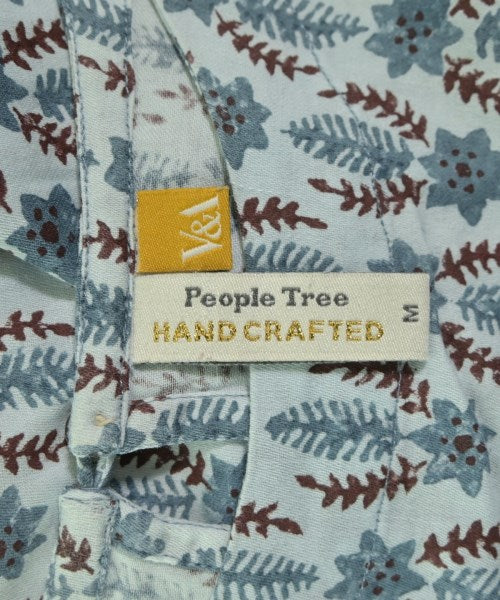 V&A
People Tree
HAND CRAFTED
M